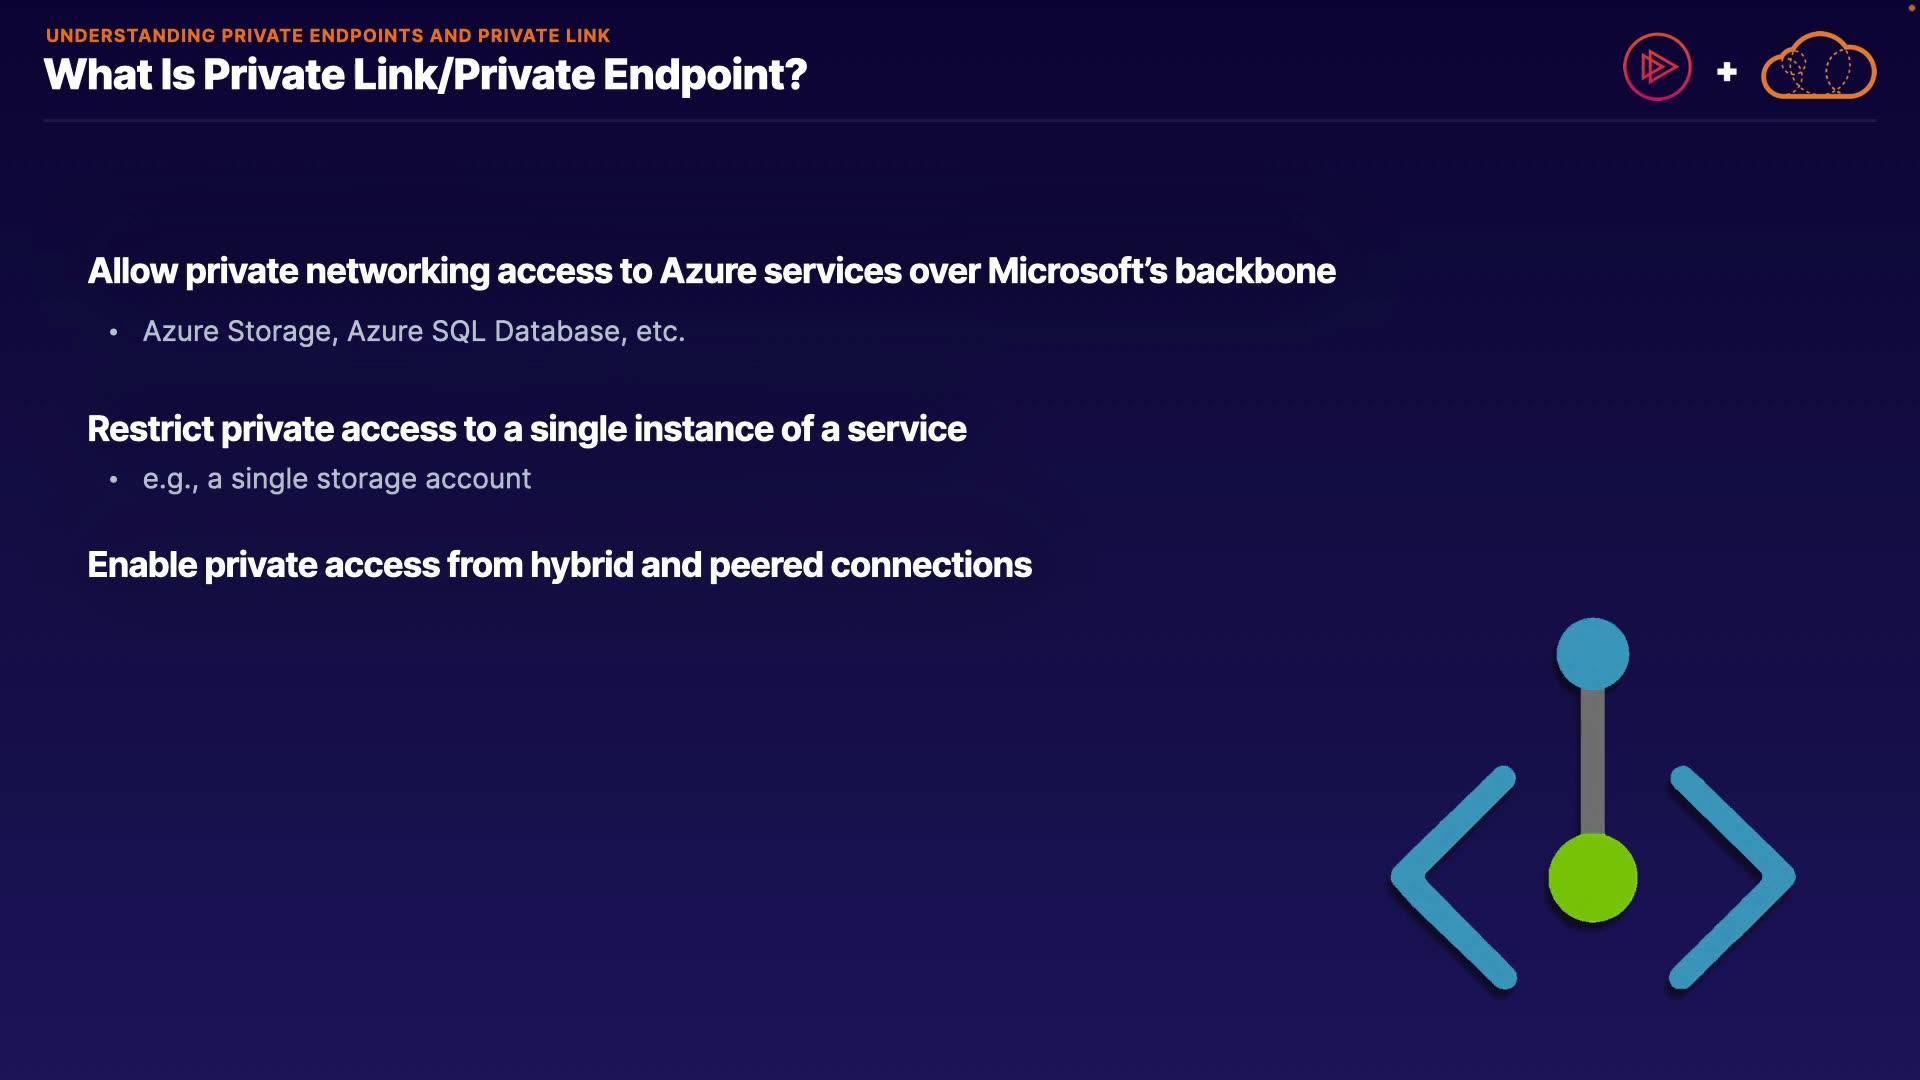 UNDERSTANDING PRIVATE ENDPOINTS AND PRIVATE LINK
What Is Private Link/Private Endpoint?
Allow private networking access to Azure services over Microsoft’s backbone
• Azure Storage, Azure SQL Database, etc.
Restrict private access to a single instance of a service
• e.g., a single storage account
Enable private access from hybrid and peered connections